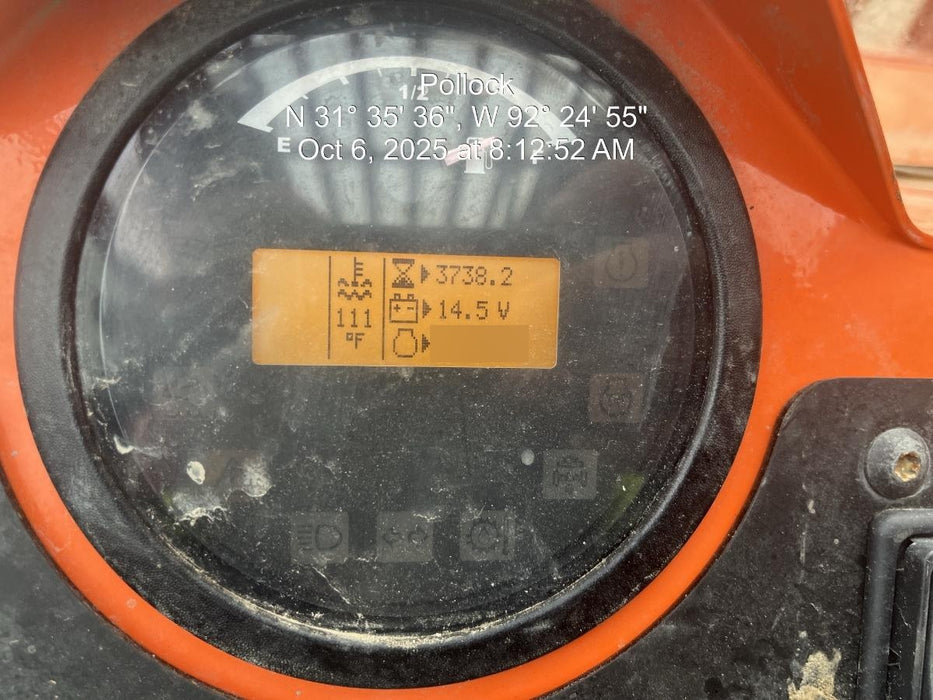 1/2
Pollock
N 31° 35' 36", W 92° 24' 55"
E
Oct 6, 2025 at 8:12:52 AM
3738.2
14.5 V
111
°F